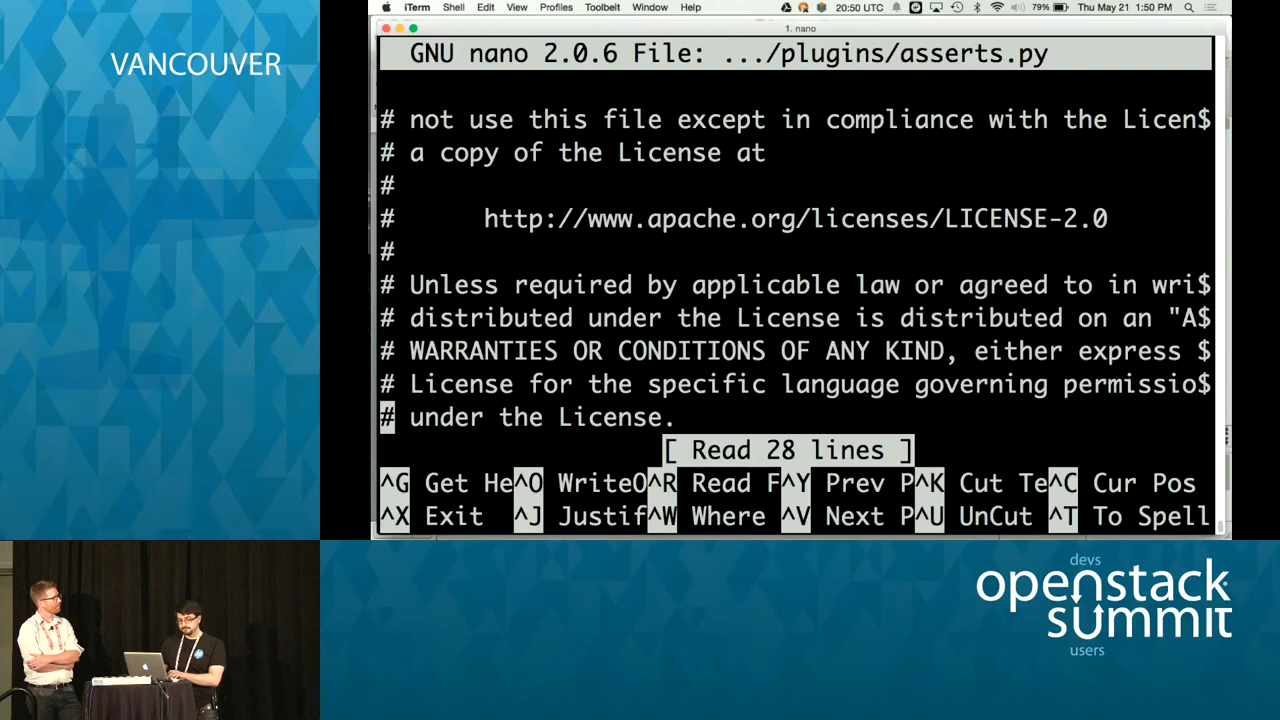 VANCOUVER
iTerm Shell Edit View Profiles Toolbelt Window Help 20:50 UTC 79% Thu May 21 1:50 PM
1. nano
GNU nano 2.0.6 File: .../plugins/asserts.py
# not use this file except in compliance with the Licen$
# a copy of the License at
#
# http://www.apache.org/licenses/LICENSE-2.0
#
# Unless required by applicable law or agreed to in wri$
# distributed under the License is distributed on an "A$
# WARRANTIES OR CONDITIONS OF ANY KIND, either express $
# License for the specific language governing permissio$
# under the License.
[ Read 28 lines ]
^G Get He^O WriteO^R Read F^Y Prev P^K Cut Te^C Cur Pos
^X Exit ^J Justif^W Where ^V Next P^U UnCut ^T To Spell
devs
openstack
summit
users